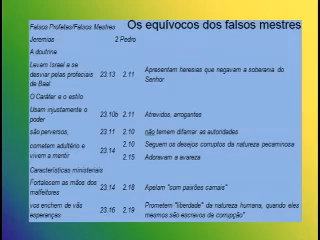 Os equívocos dos falsos mestres
Falsos Profetas/Falsos Mestres
Jeremias 2 Pedro
A doutrina
Levam Israel e se
desviar pelas profeciais 23.13 2.11 Apresentam heresias que negavam a soberania do
de Baal Senhor
O Caráter e o estilo
Usam injustamente o
poder 23.10b 2.11 Atrevidos, arrogantes
são perversos, 23.11 2.10 não temem difamar as autoridades
cometem adultério e 23.14 2.10 Seguem os desejos corruptos da natureza pecaminosa
vivem a mentir 2.15 Adoravam a avareza
Características ministeriais
Fortalecem as mãos dos
malfeitores 23.14 2.18 Apelam "com paixões carnais"
vos enchem de vãs 23.16 2.19 Prometem "liberdade" da natureza humana, quando eles
esperanças mesmos são escravos de corrupção"